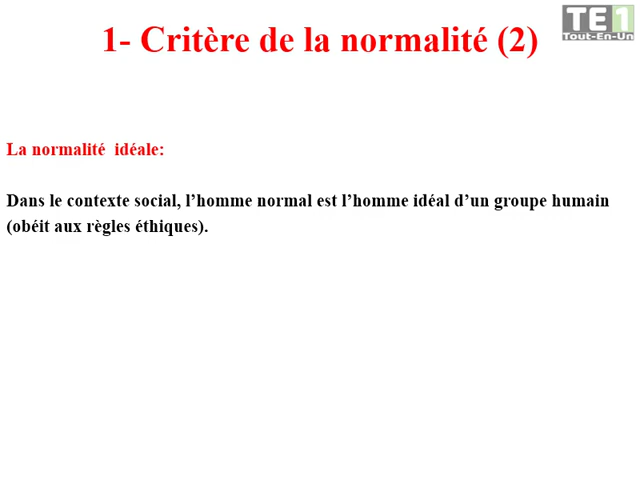 TE1
Tout-En-Un
1- Critère de la normalité (2)
La normalité  idéale:
Dans le contexte social, l’homme normal est l’homme idéal d’un groupe humain
(obéit aux règles éthiques).